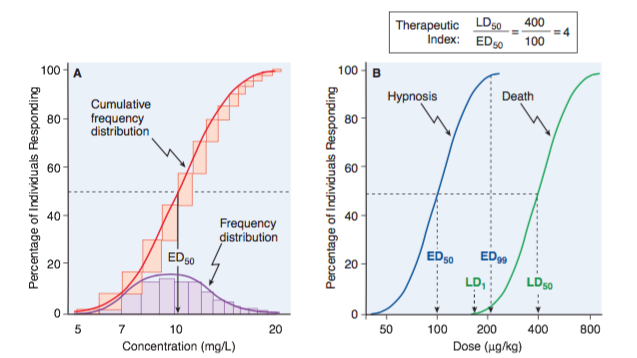 Therapeutic Index: LD50/ED50 = 400/100 = 4
A
Percentage of Individuals Responding
100
80
60
40
20
0
Cumulative
frequency
distribution
Frequency
distribution
ED50
5 7 10 20
Concentration (mg/L)
B
Percentage of Individuals Responding
100
80
60
40
20
0
Hypnosis
Death
ED50
ED99
LD1
LD50
50 100 200 400 800
Dose (µg/kg)